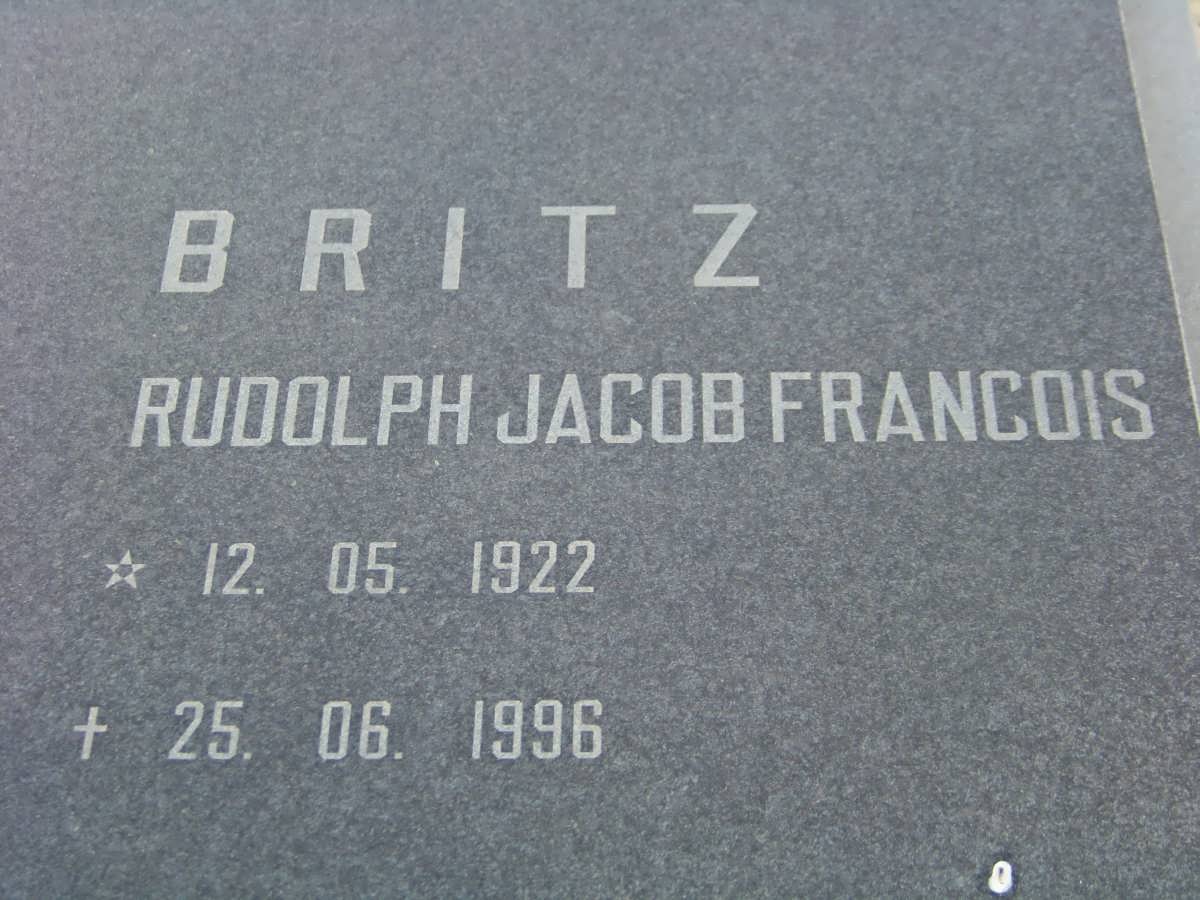 BRITZ
RUDOLPH JACOB FRANCOIS
☆ 12. 05. 1922
† 25. 06. 1996